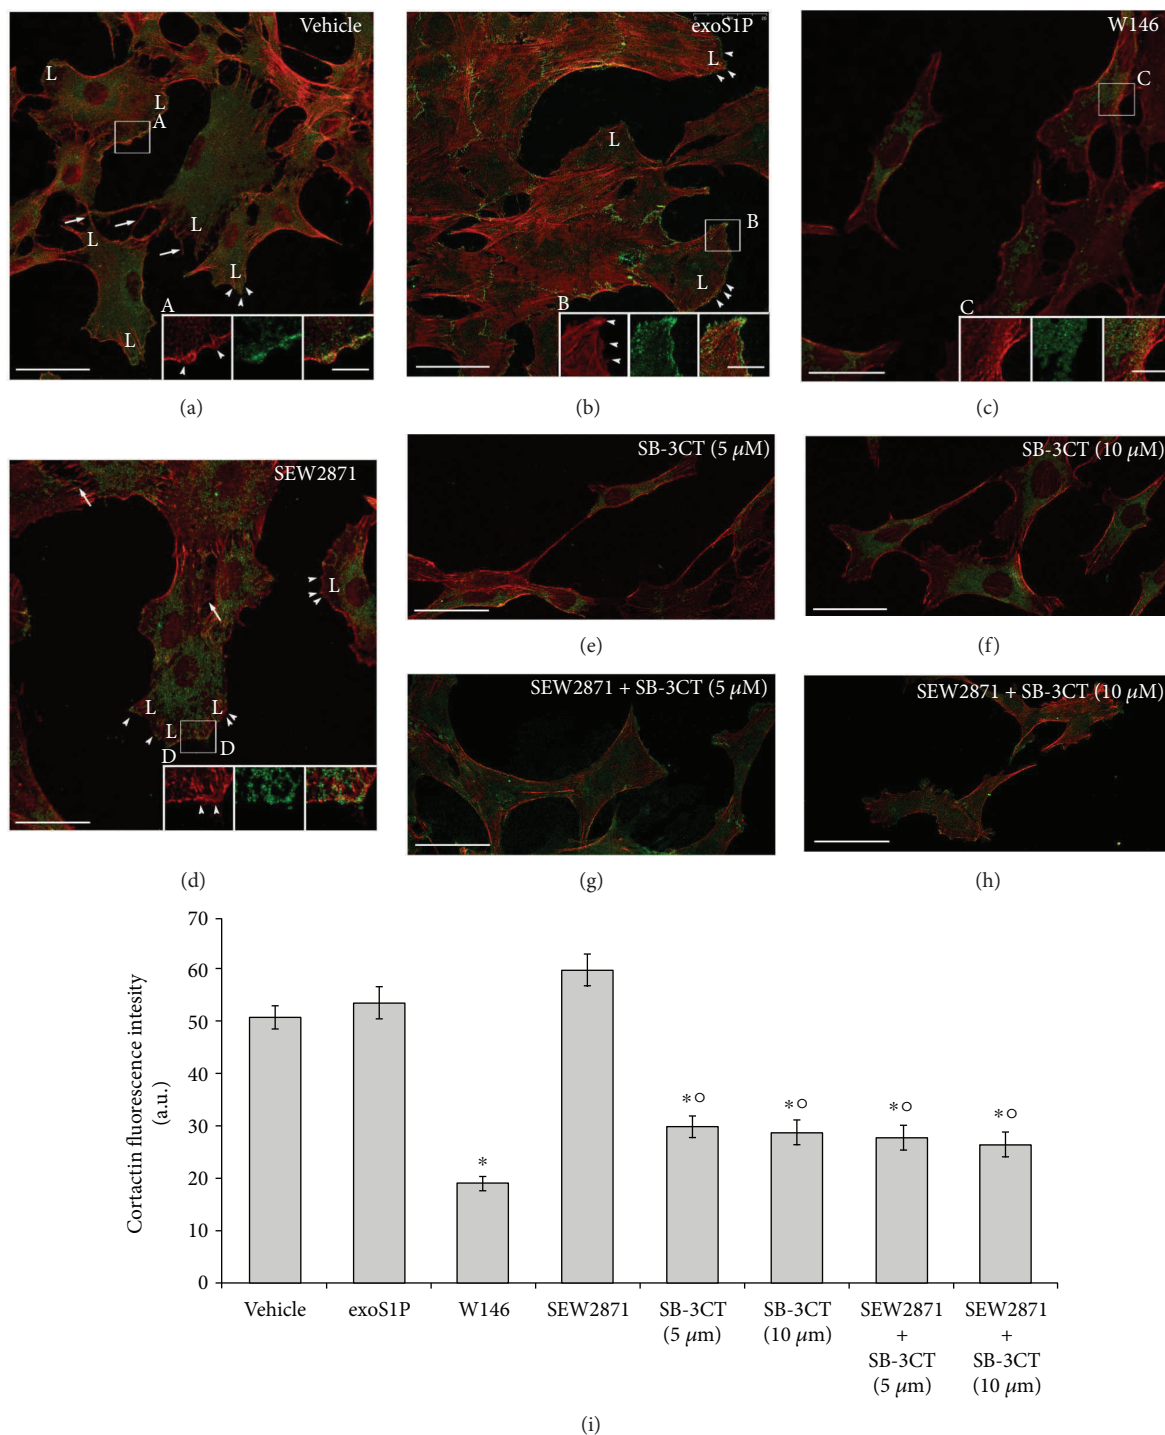 Vehicle
L
L
A
L
L
L
L
A
(a)
exoS1P
L
L
B
L
B
(b)
W146
C
C
(c)
SEW2871
L
L
L
L
D
D
(d)
SB-3CT (5 μM)
(e)
SB-3CT (10 μM)
(f)
SEW2871 + SB-3CT (5 μM)
(g)
SEW2871 + SB-3CT (10 μM)
(h)
Cortactin fluorescence intesity
(a.u.)
70
60
50
40
30
20
10
0
*
*○
*○
*○
*○
Vehicle
exoS1P
W146
SEW2871
SB-3CT
(5 μm)
SB-3CT
(10 μm)
SEW2871
+
SB-3CT
(5 μm)
SEW2871
+
SB-3CT
(10 μm)
(i)